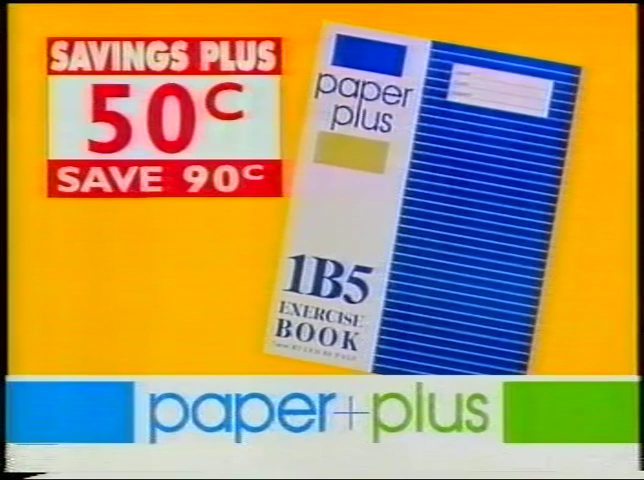 SAVINGS PLUS
50c
SAVE 90c
paper
plus
1B5
EXERCISE
BOOK
paper+plus